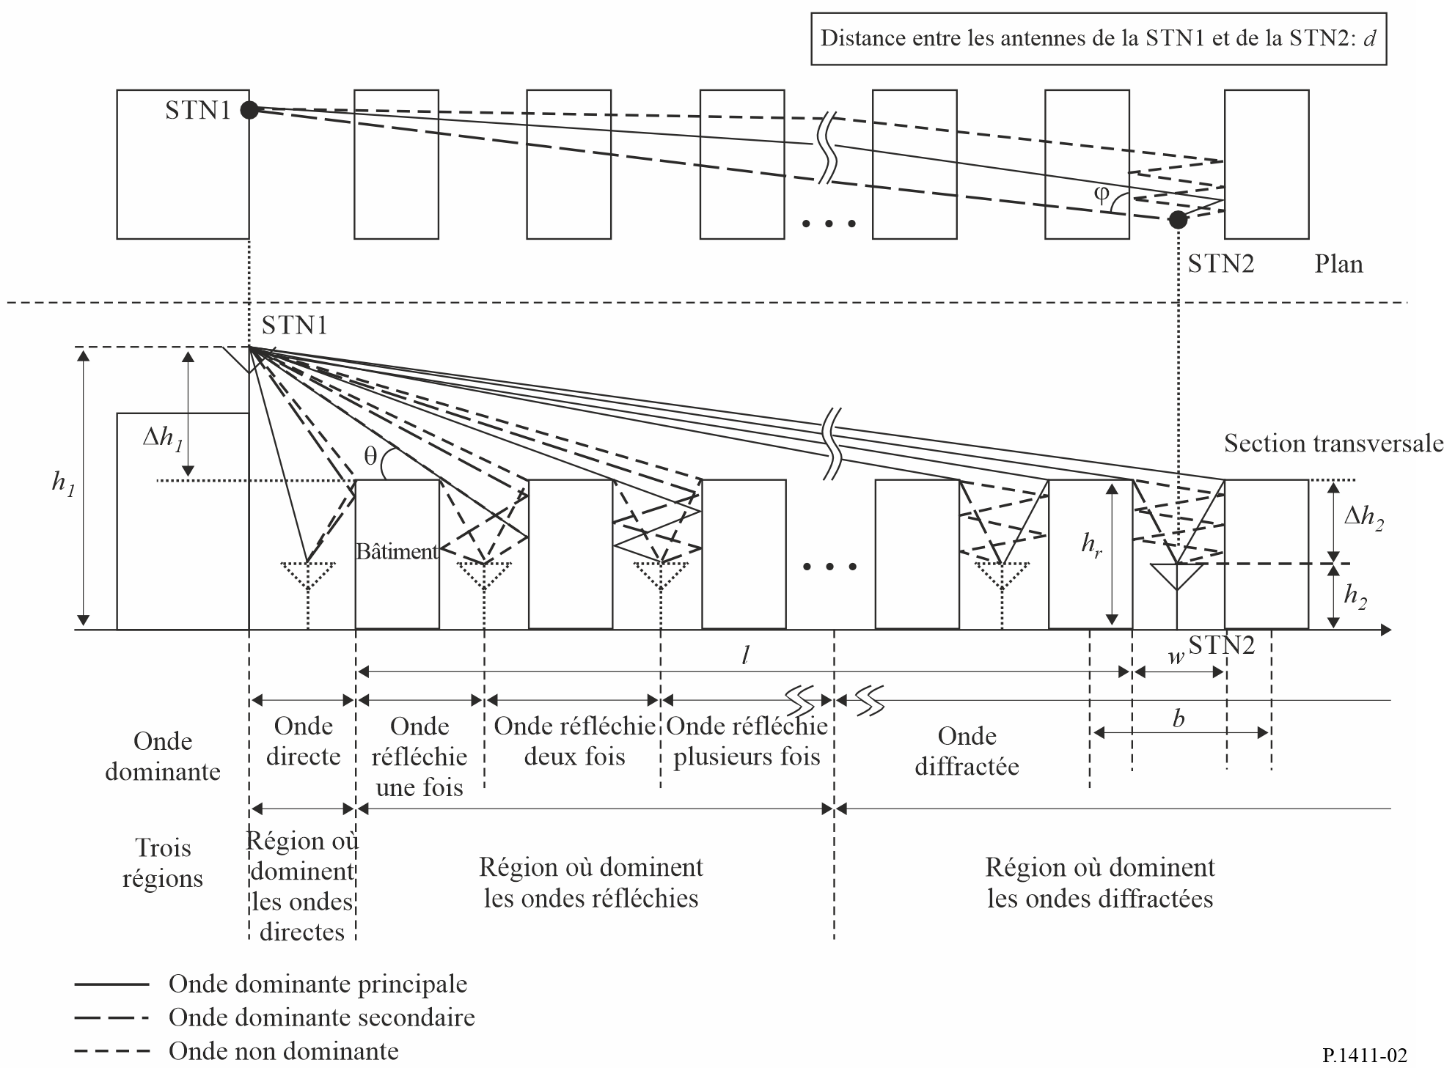 Distance entre les antennes de la STN1 et de la STN2: d
STN1
φ
STN2
Plan
STN1
Δh1
h1
θ
Section transversale
Bâtiment
hr
Δh2
h2
STN2
l
w
b
Onde
dominante
Onde
directe
Onde
réfléchie
une fois
Onde réfléchie
deux fois
Onde réfléchie
plusieurs fois
Onde
diffractée
Trois
régions
Région où
dominent
les ondes
directes
Région où dominent
les ondes réfléchies
Région où dominent
les ondes diffractées
Onde dominante principale
Onde dominante secondaire
Onde non dominante
P.1411-02